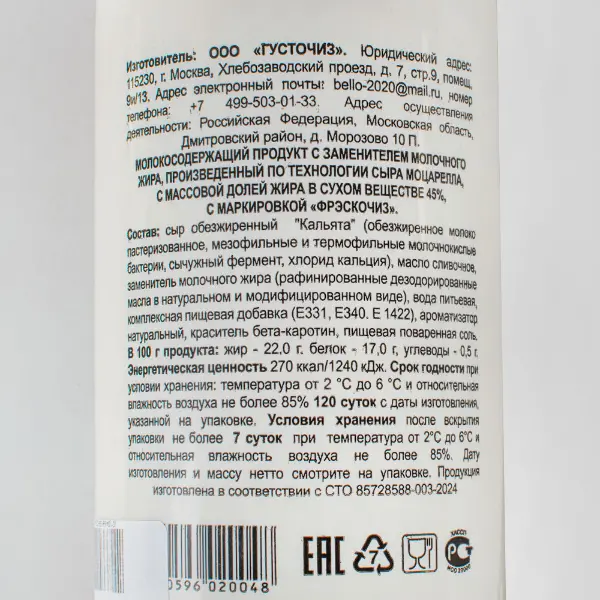 Изготовитель: ООО «ГУСТОЧИЗ». Юридический адрес:
115230, г. Москва, Хлебозаводский проезд, д. 7, стр.9, помещ.
9и/13. Адрес электронный почты: bello-2020@mail.ru, номер
телефона: +7 499-503-01-33. Адрес осуществления
деятельности: Российская Федерация, Московская область,
Дмитровский район, д. Морозово 10 П.
МОЛОКОСОДЕРЖАЩИЙ ПРОДУКТ С ЗАМЕНИТЕЛЕМ МОЛОЧНОГО
ЖИРА, ПРОИЗВЕДЕННЫЙ ПО ТЕХНОЛОГИИ СЫРА МОЦАРЕЛЛА,
С МАССОВОЙ ДОЛЕЙ ЖИРА В СУХОМ ВЕЩЕСТВЕ 45%,
С МАРКИРОВКОЙ «ФРЭСКОЧИЗ».
Состав: сыр обезжиренный "Кальята" (обезжиренное молоко
пастеризованное, мезофильные и термофильные молочнокислые
бактерии, сычужный фермент, хлорид кальция), масло сливочное,
заменитель молочного жира (рафинированные дезодорированные
масла в натуральном и модифицированном виде), вода питьевая,
комплексная пищевая добавка (Е331, Е340. Е 1422), ароматизатор
натуральный, краситель бета-каротин, пищевая поваренная соль.
В 100 г продукта: жир - 22,0 г. белок - 17,0 г, углеводы - 0,5 г.
Энергетическая ценность 270 ккал/1240 кДж. Срок годности при
условии хранения: температура от 2 °С до 6 °С и относительная
влажность воздуха не более 85% 120 суток с даты изготовления,
указанной на упаковке. Условия хранения после вскрытия
упаковки не более 7 суток при температуре от 2°С до 6°С и
относительная влажность воздуха не более 85%. Дату
изготовления и массу нетто смотрите на упаковке. Продукция
изготовлена в соответствии с СТО 85728588-003-2024
0596 020048
ЕАС
7
РСТ